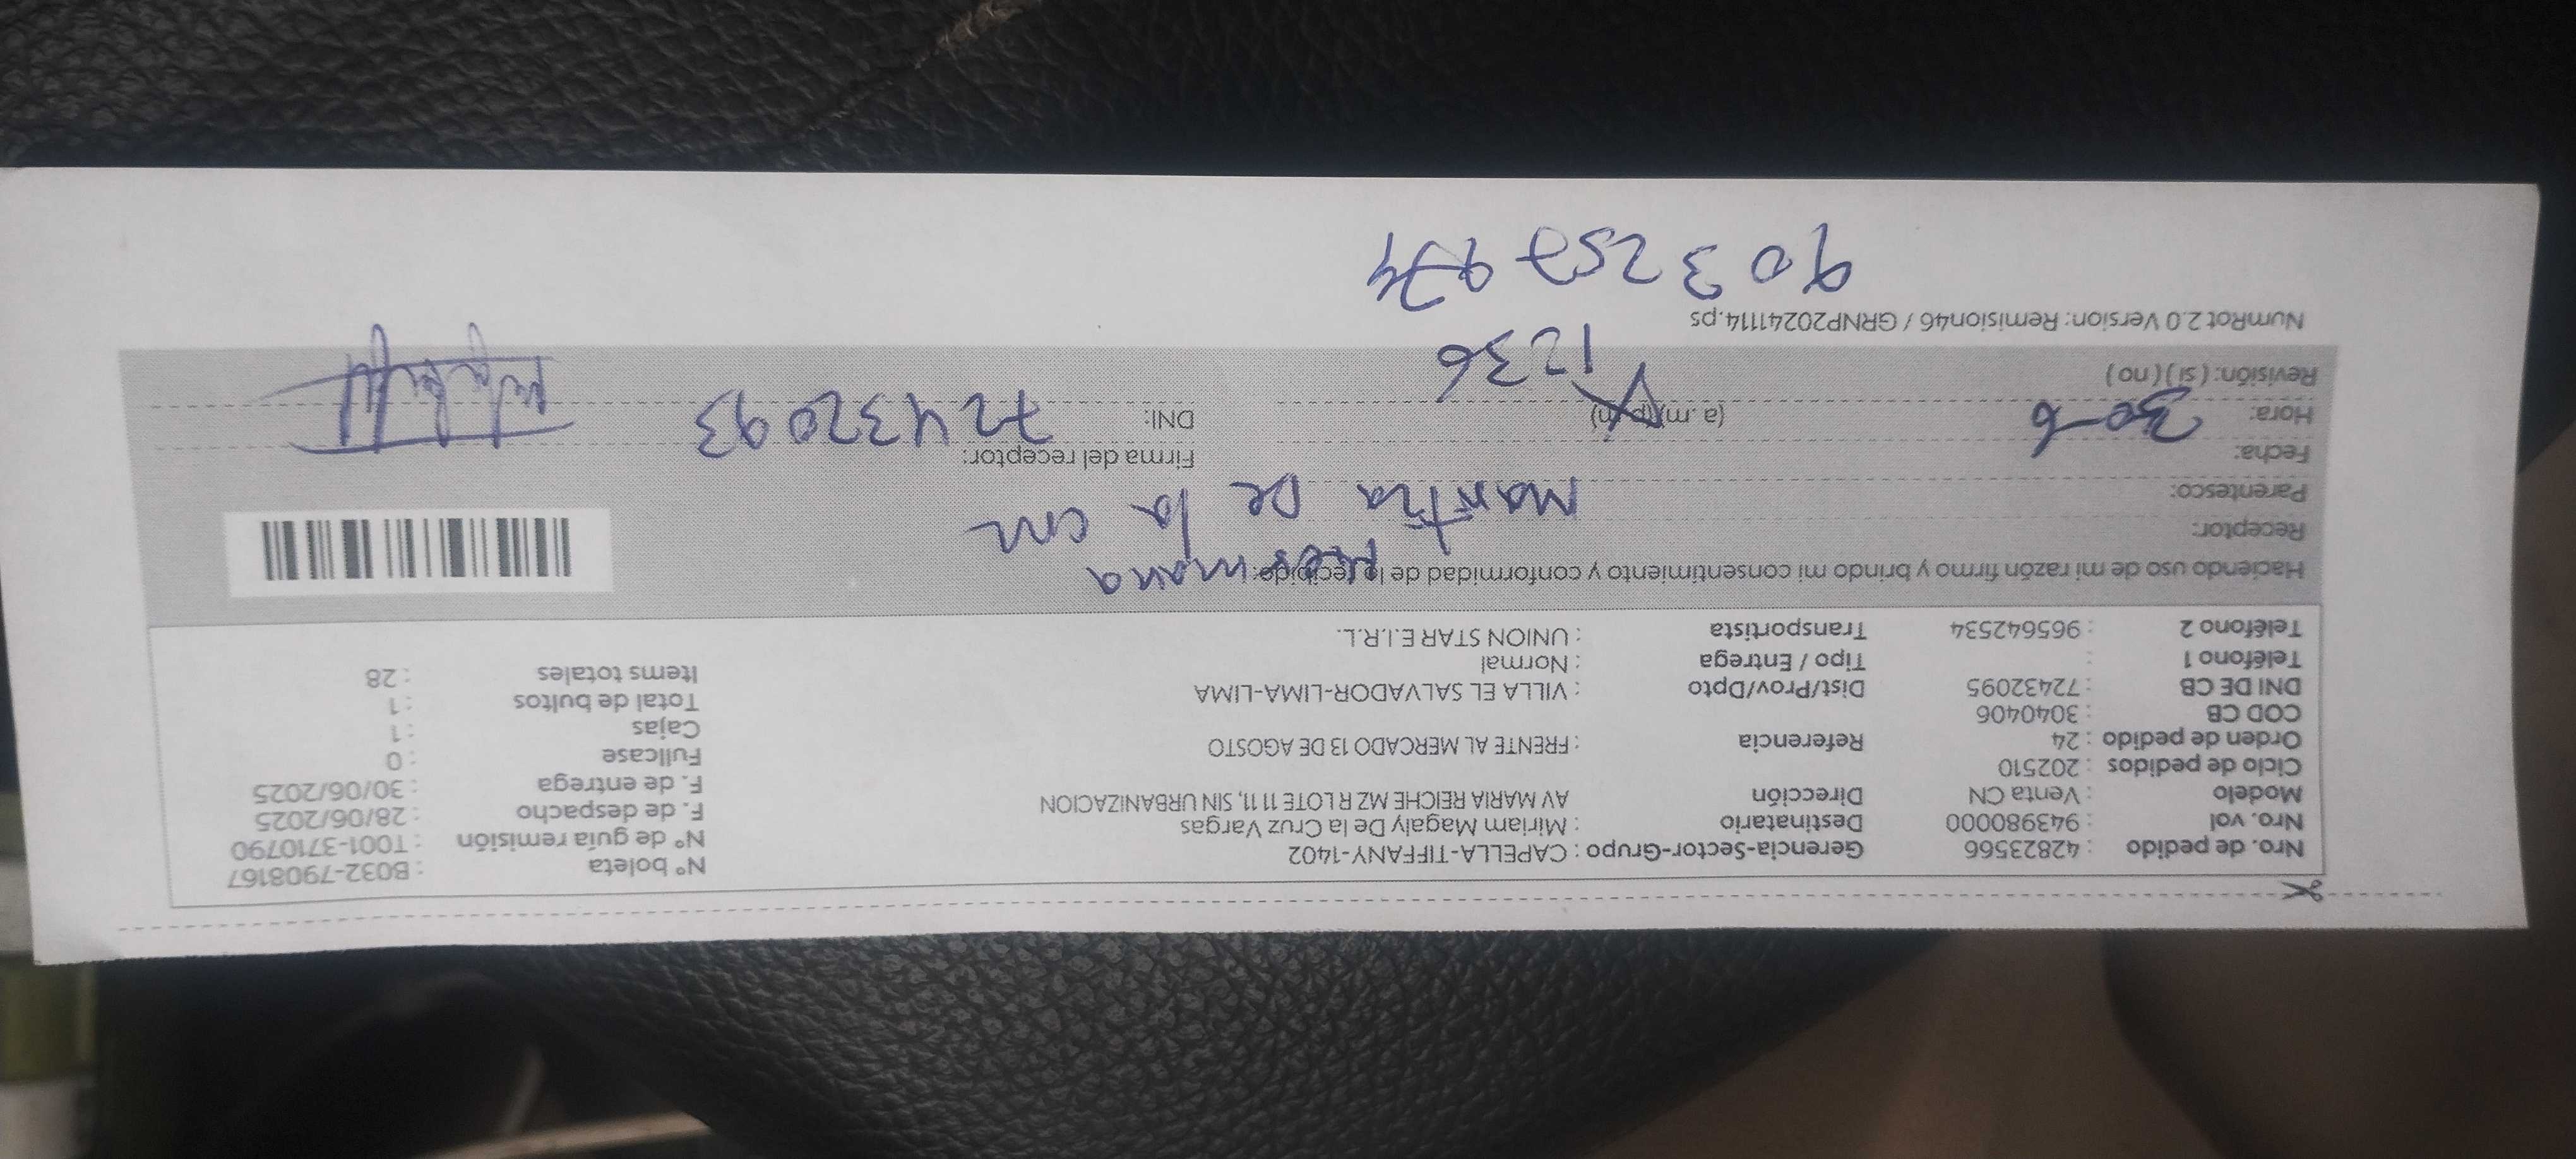 Nro. de pedido : 42823566 Gerencia-Sector-Grupo : CAPELLA-TIFFANY-1402 N° boleta : B032-7908167
Nro. vol : 943980000 Destinatario : Miriam Magaly De la Cruz Vargas N° de guía remisión : T001-3710790
Modelo : Venta CN Dirección AV MARIA REICHE MZ R LOTE 11 11, SIN URBANIZACION F. de despacho : 28/06/2025
Ciclo de pedidos : 202510 F. de entrega : 30/06/2025
Orden de pedido : 24 Referencia : FRENTE AL MERCADO 13 DE AGOSTO Fullcase : 0
COD CB : 3040406 Cajas : 1
DNI DE CB : 72432095 Dist/Prov/Dpto : VILLA EL SALVADOR-LIMA-LIMA Total de bultos : 1
Teléfono 1 : Tipo / Entrega : Normal Items totales : 28
Teléfono 2 : 965642534 Transportista : UNION STAR E.I.R.L.
Haciendo uso de mi razón firmo y brindo mi consentimiento y conformidad de lo recibido:
Receptor: Maritza De la
Parentesco:
Fecha: 30-6 Firma del receptor:
Hora: (a.m)(p.m) 1236 DNI: 72432093
Revisión: ( si ) ( no )
NumRot 2.0 Version: Remision46 / GRNP20241114.ps
903257974